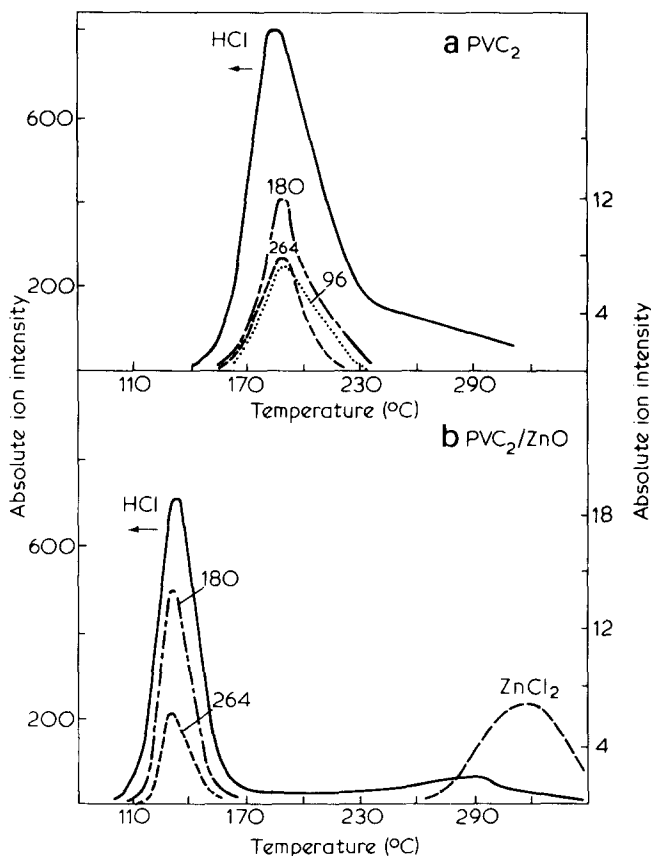 HCl
a PVC₂
600
180
12
264
96
200
4
Absolute ion intensity
Absolute ion intensity
110 170 230 290
Temperature (°C)
b PVC₂/ZnO
HCl
18
600
180
12
ZnCl₂
264
200
4
110 170 230 290
Temperature (°C)